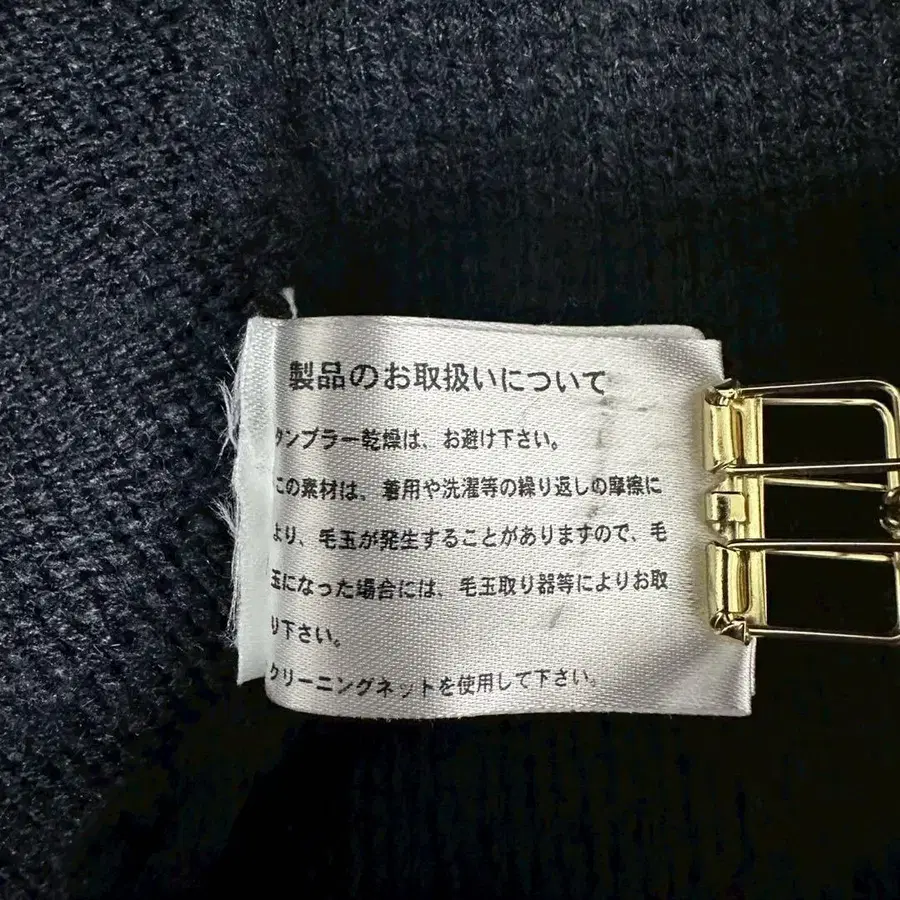 製品のお取扱いについて
タンブラー乾燥は、お避け下さい。
この素材は、着用や洗濯等の繰り返しの摩擦に
より、毛玉が発生することがありますので、毛
玉になった場合には、毛玉取り器等によりお取
り下さい。
クリーニングネットを使用して下さい。